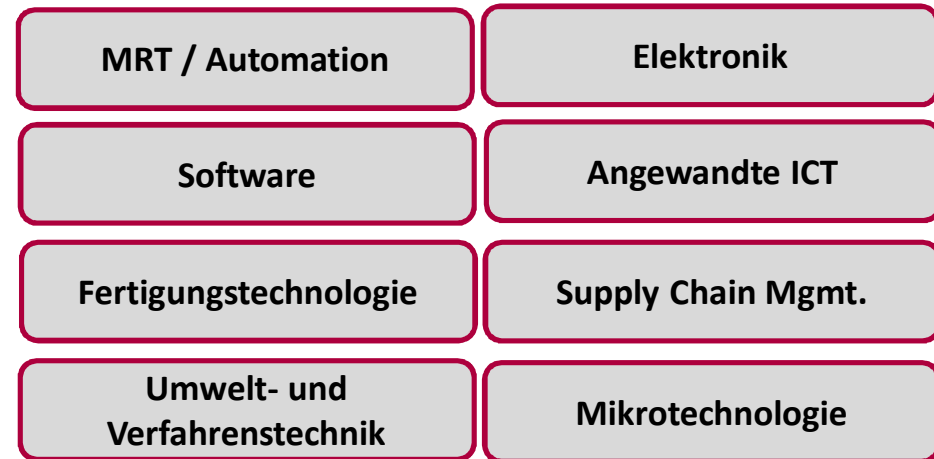 MRT / Automation
Elektronik
Software
Angewandte ICT
Fertigungstechnologie
Supply Chain Mgmt.
Umwelt- und
Verfahrenstechnik
Mikrotechnologie